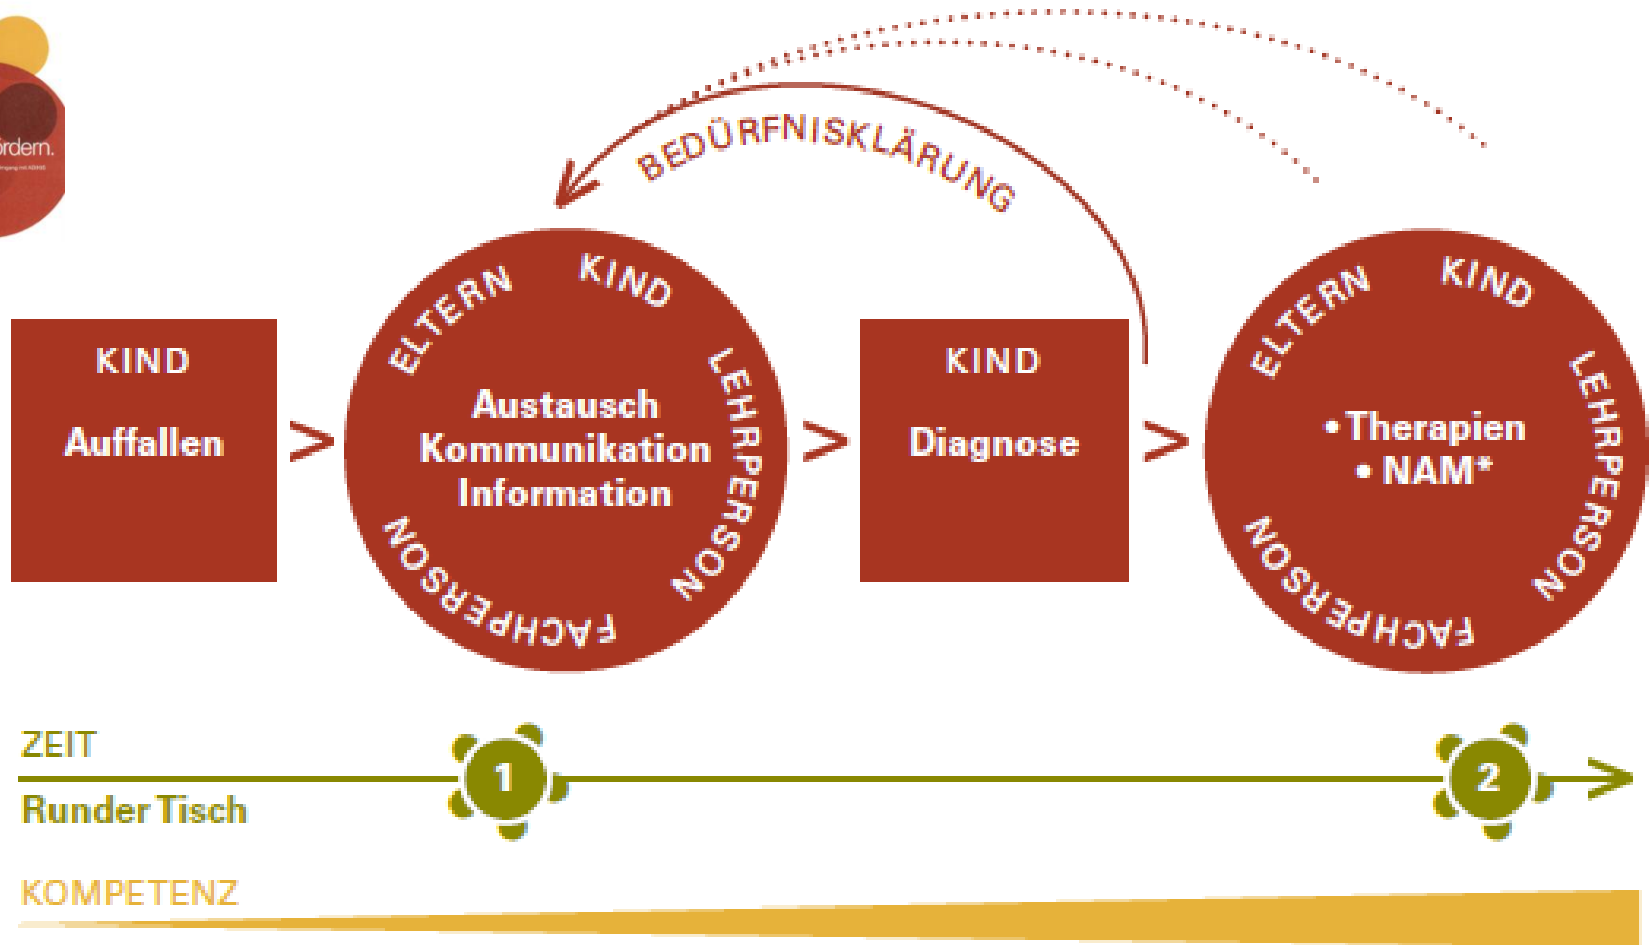 ördern.
BEDÜRFNISKLÄRUNG
KIND
Auffallen
>
ELTERN
KIND
LEHRPERSON
FACHPERSON
Austausch
Kommunikation
Information
>
KIND
Diagnose
>
ELTERN
KIND
LEHRPERSON
FACHPERSON
• Therapien
• NAM*
ZEIT
1
2
Runder Tisch
KOMPETENZ